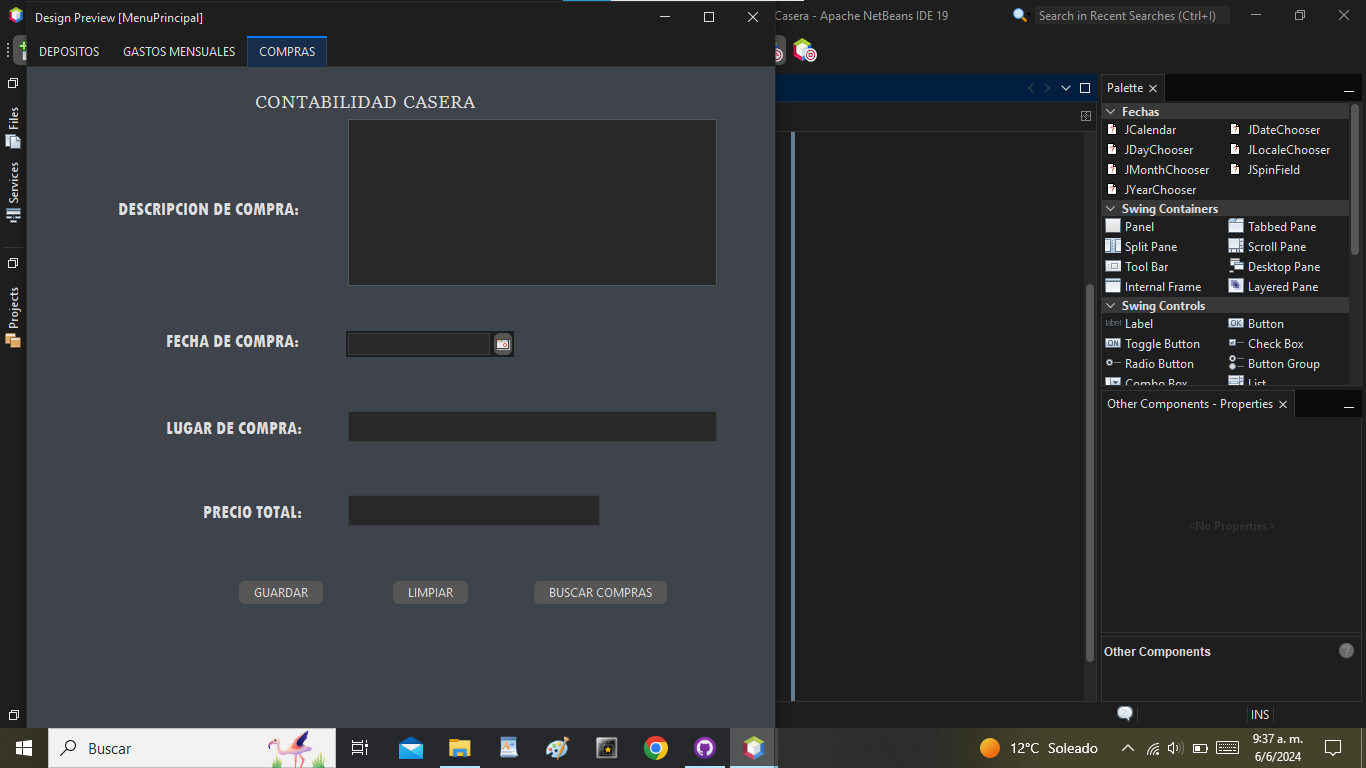 Design Preview [MenuPrincipal]
Casera - Apache NetBeans IDE 19
Search in Recent Searches (Ctrl+I)
DEPOSITOS
GASTOS MENSUALES
COMPRAS
Files
Services
Projects
CONTABILIDAD CASERA
DESCRIPCION DE COMPRA:
FECHA DE COMPRA:
LUGAR DE COMPRA:
PRECIO TOTAL:
GUARDAR
LIMPIAR
BUSCAR COMPRAS
Palette
Fechas
JCalendar
JDateChooser
JDayChooser
JLocaleChooser
JMonthChooser
JSpinField
JYearChooser
Swing Containers
Panel
Tabbed Pane
Split Pane
Scroll Pane
Tool Bar
Desktop Pane
Internal Frame
Layered Pane
Swing Controls
label
Label
OK
Button
ON
Toggle Button
Check Box
Radio Button
Button Group
Combo Box
List
Other Components - Properties
<No Properties>
Other Components
?
INS
Buscar
12°C Soleado
9:37 a. m.
6/6/2024